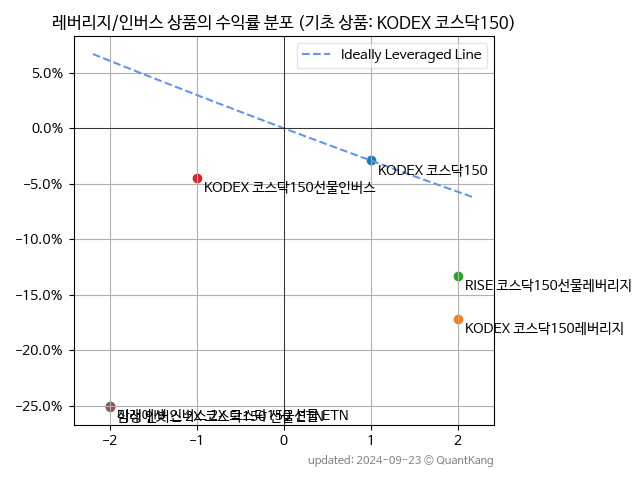 레버리지/인버스 상품의 수익률 분포 (기초 상품: KODEX 코스닥150)
Ideally Leveraged Line
5.0%
0.0%
−5.0%
−10.0%
−15.0%
−20.0%
−25.0%
KODEX 코스닥150
KODEX 코스닥150선물인버스
RISE 코스닥150선물레버리지
KODEX 코스닥150레버리지
ETN
−2
−1
0
1
2
updated: 2024-09-23 © QuantKang